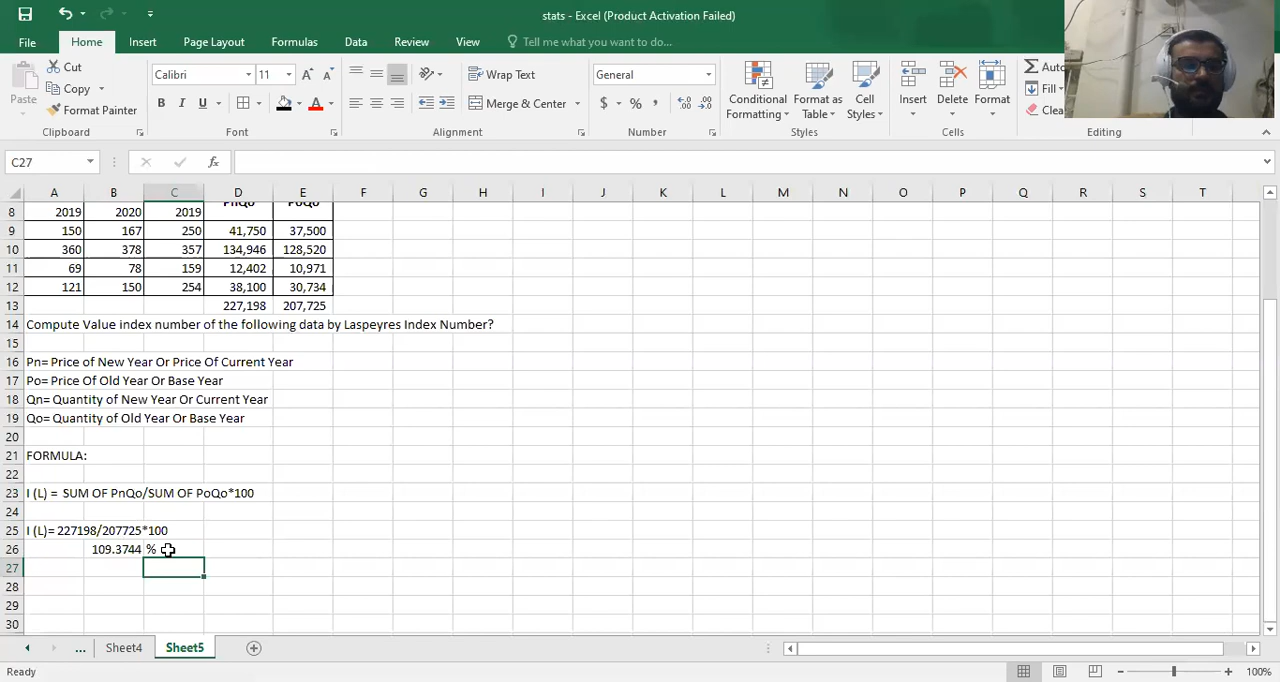 stats - Excel (Product Activation Failed)
File Home Insert Page Layout Formulas Data Review View Tell me what you want to do...
Paste
Cut
Copy
Format Painter
Clipboard
Calibri 11
B I U
Font
Wrap Text
Merge & Center
Alignment
General
$ % ,
Number
Conditional Formatting
Format as Table
Cell Styles
Styles
Insert Delete Format
Cells
Fill
Editing
C27 fx
A B C D E F G H I J K L M N O P Q R S T
PnQo PoQo
8 2019 2020 2019
9 150 167 250 41,750 37,500
10 360 378 357 134,946 128,520
11 69 78 159 12,402 10,971
12 121 150 254 38,100 30,734
13 227,198 207,725
14 Compute Value index number of the following data by Laspeyres Index Number?
15
16 Pn= Price of New Year Or Price Of Current Year
17 Po= Price Of Old Year Or Base Year
18 Qn= Quantity of New Year Or Current Year
19 Qo= Quantity of Old Year Or Base Year
20
21 FORMULA:
22
23 I (L) = SUM OF PnQo/SUM OF PoQo*100
24
25 I (L)= 227198/207725*100
26 109.3744 %
27
28
29
30
... Sheet4 Sheet5
Ready 100%